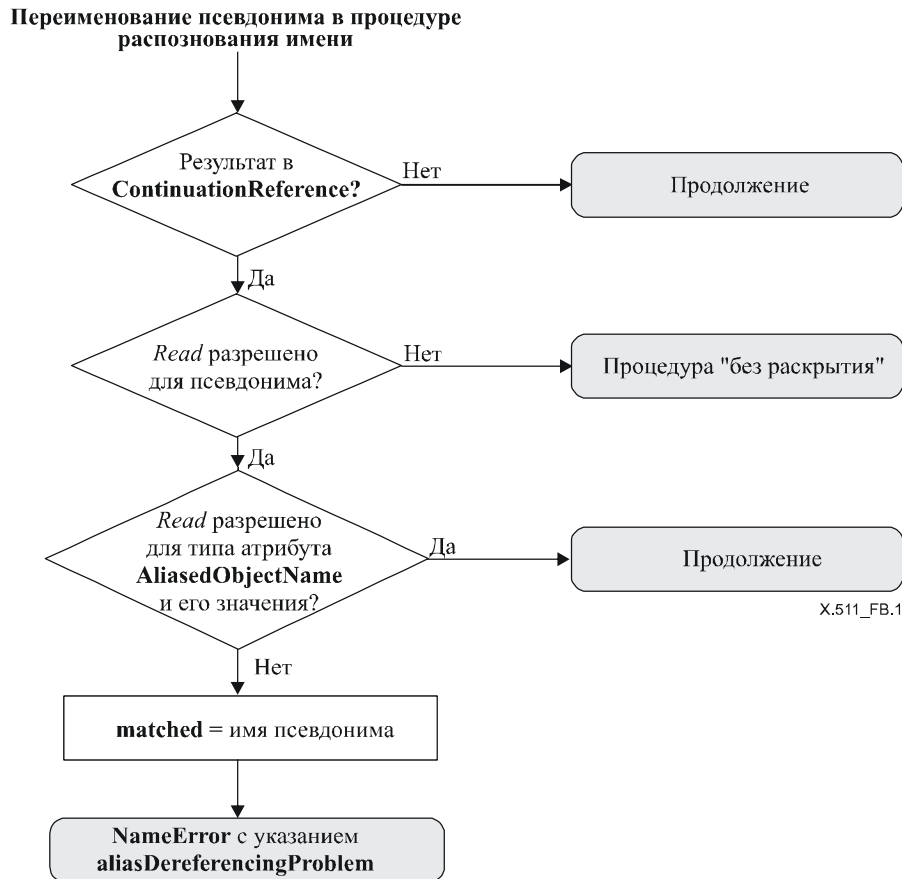 Переименование псевдонима в процедуре
распознования имени
Результат в
ContinuationReference?
Нет
Продолжение
Да
Read разрешено
для псевдонима?
Нет
Процедура "без раскрытия"
Да
Read разрешено
для типа атрибута
AliasedObjectName
и его значения?
Да
Продолжение
X.511_FB.1
Нет
matched = имя псевдонима
NameError с указанием
aliasDereferencingProblem